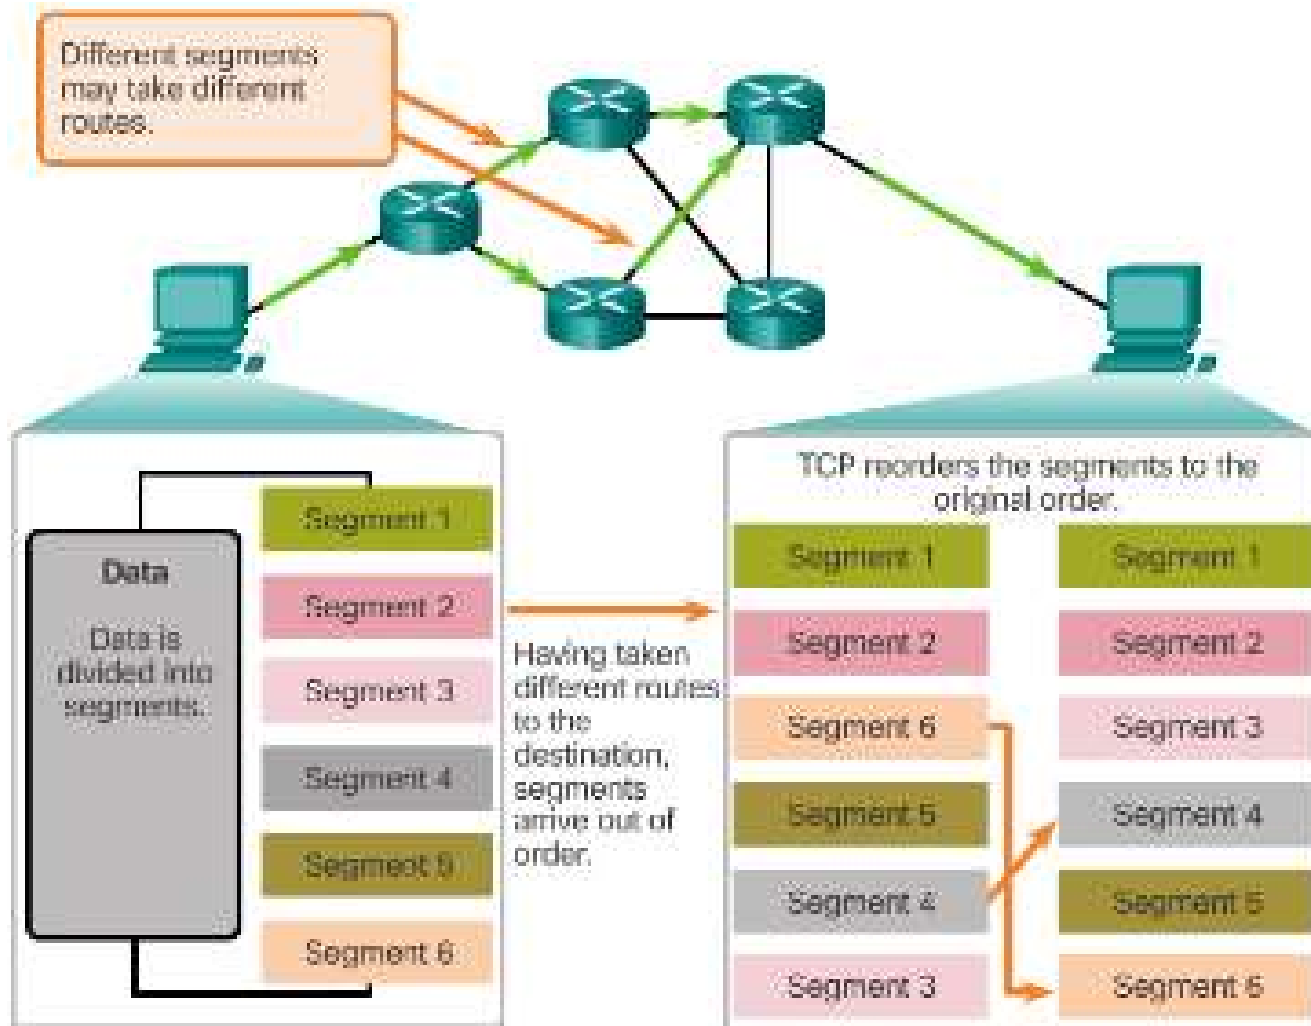 Different segments
may take different
routes.
Data
Data is
divided into
segments.
Segment 1
Segment 2
Segment 3
Segment 4
Segment 5
Segment 6
Having taken
different routes
to the
destination,
segments
arrive out of
order.
TCP reorders the segments to the
original order.
Segment 1
Segment 2
Segment 6
Segment 5
Segment 4
Segment 3
Segment 1
Segment 2
Segment 3
Segment 4
Segment 5
Segment 6